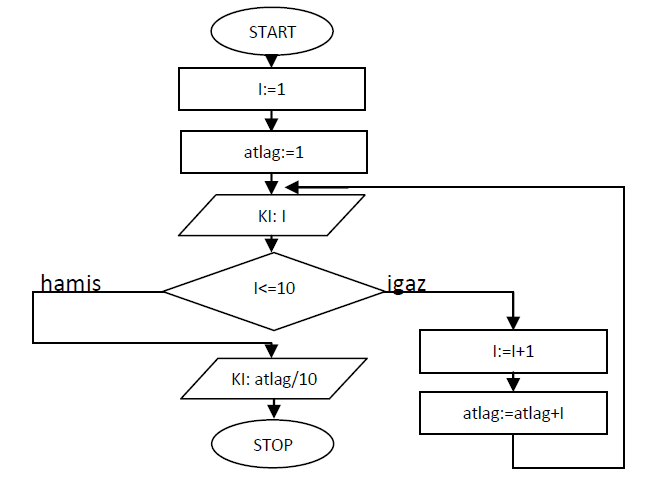 START
I:=1
atlag:=1
KI: I
hamis
I<=10
igaz
I:=I+1
KI: atlag/10
atlag:=atlag+I
STOP